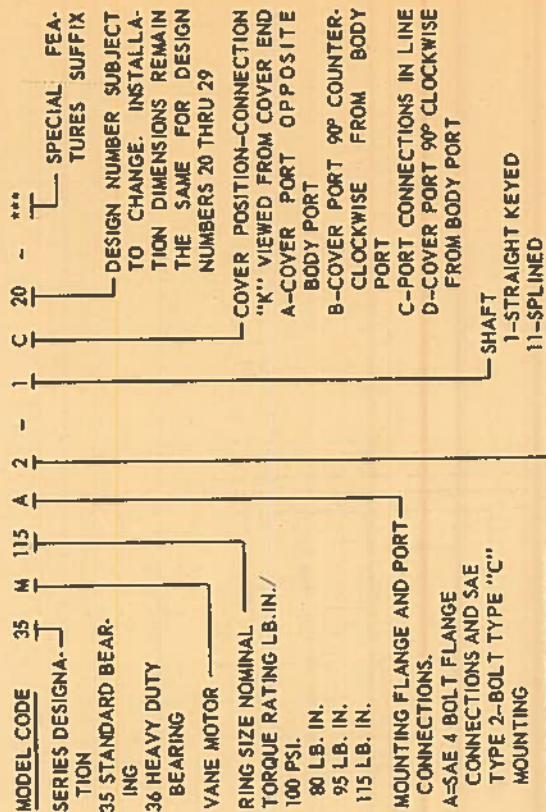 MODEL CODE 35 M 115 A 2 - 1 C 20 - ***
SERIES DESIGNA-
TION
35 STANDARD BEAR-
ING
36 HEAVY DUTY
BEARING
VANE MOTOR
RING SIZE NOMINAL
TORQUE RATING LB.IN./
100 PSI.
80 LB. IN.
95 LB. IN.
115 LB. IN.
MOUNTING FLANGE AND PORT
CONNECTIONS.
A=SAE 4 BOLT FLANGE
CONNECTIONS AND SAE
TYPE 2-BOLT TYPE "C"
MOUNTING
SPECIAL FEA-
TURES SUFFIX
DESIGN NUMBER SUBJECT
TO CHANGE. INSTALLA-
TION DIMENSIONS REMAIN
THE SAME FOR DESIGN
NUMBERS 20 THRU 29
COVER POSITION-CONNECTION
"K" VIEWED FROM COVER END
A-COVER PORT OPPOSITE
BODY PORT
B-COVER PORT 90° COUNTER-
CLOCKWISE FROM BODY
PORT
C-PORT CONNECTIONS IN LINE
D-COVER PORT 90° CLOCKWISE
FROM BODY PORT
SHAFT
1-STRAIGHT KEYED
11-SPLINED